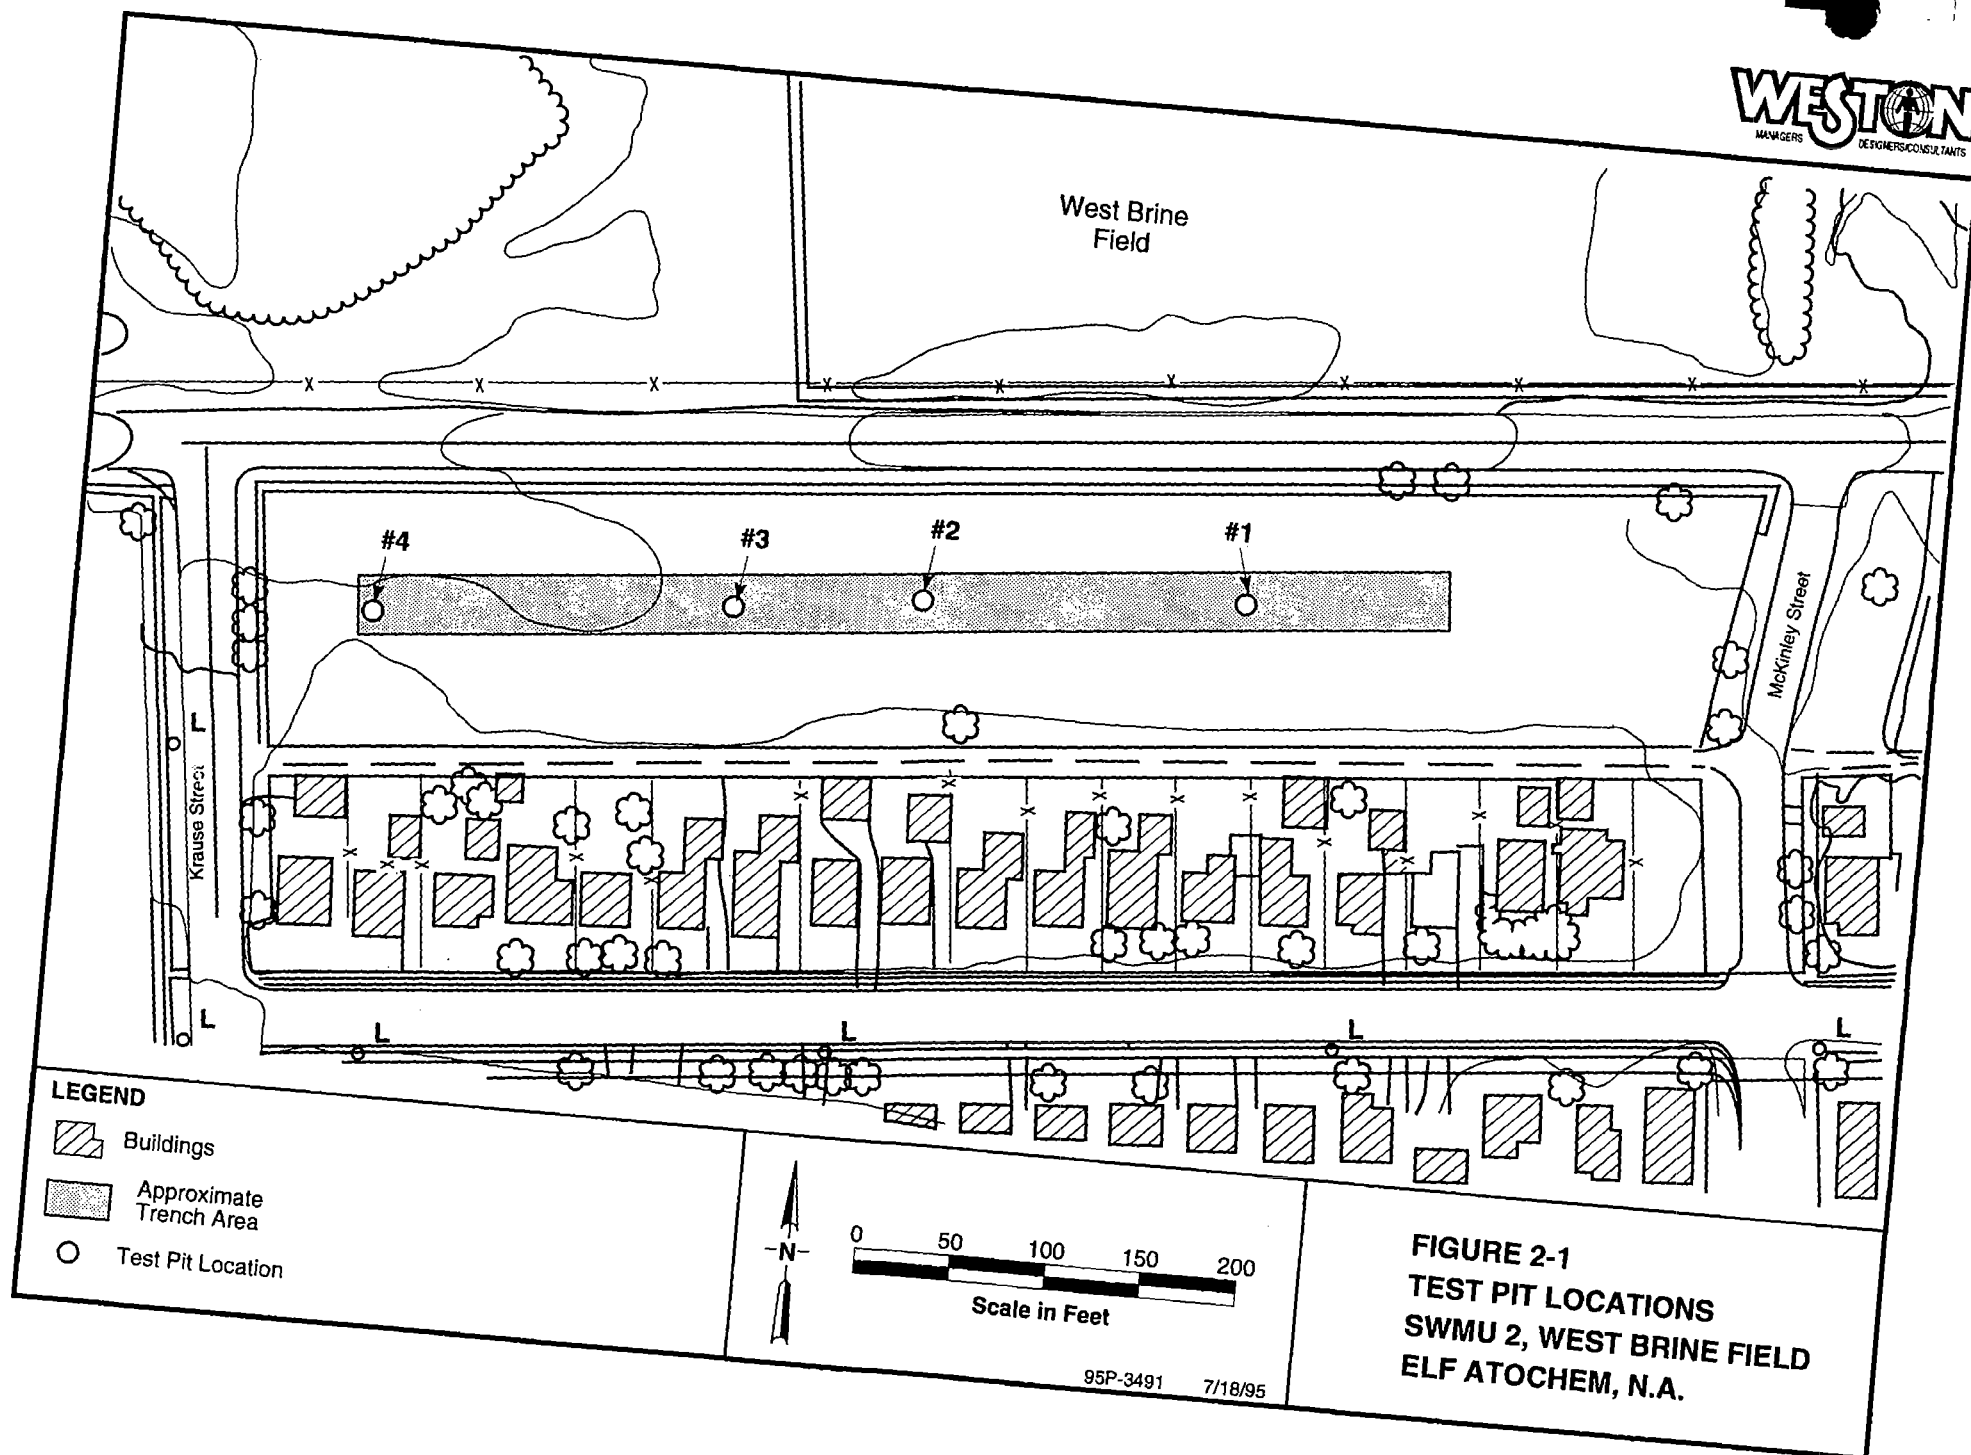 WESTON
MANAGERS
DESIGNERS/CONSULTANTS
West Brine
Field
X X X X X X X X X X
#4
#3
#2
#1
McKinley Street
L
Krause Street
X X X X X X X X X X X X X X X X
L
L
L
L
L
LEGEND
Buildings
Approximate
Trench Area
Test Pit Location
N
0 50 100 150 200
Scale in Feet
95P-3491 7/18/95
FIGURE 2-1
TEST PIT LOCATIONS
SWMU 2, WEST BRINE FIELD
ELF ATOCHEM, N.A.